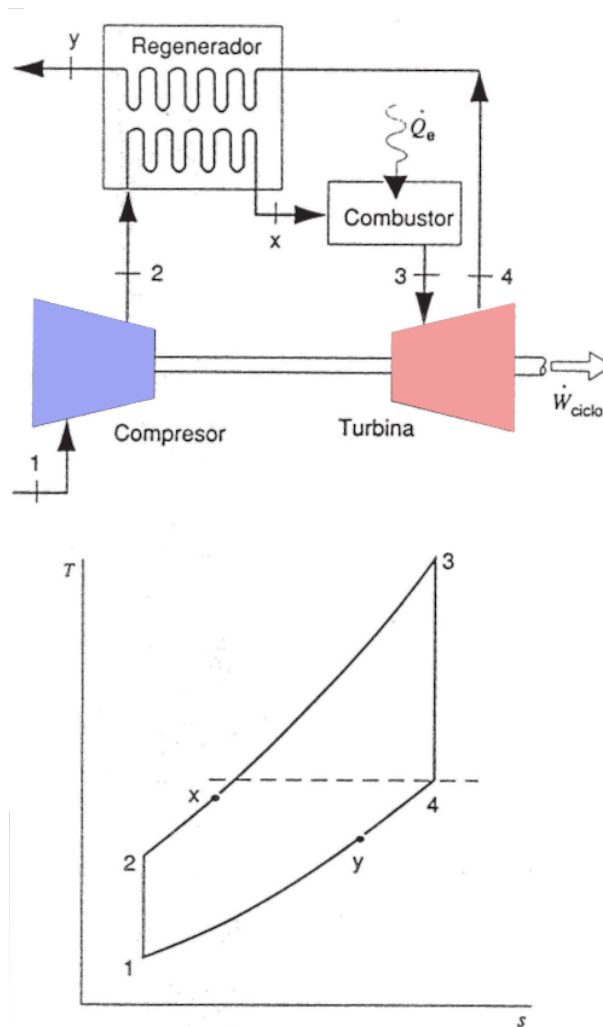 y
Regenerador
Q̇e
x
Combustor
2
3
4
Compresor
Turbina
Ẇciclo
1
T
3
x
4
2
y
1
s